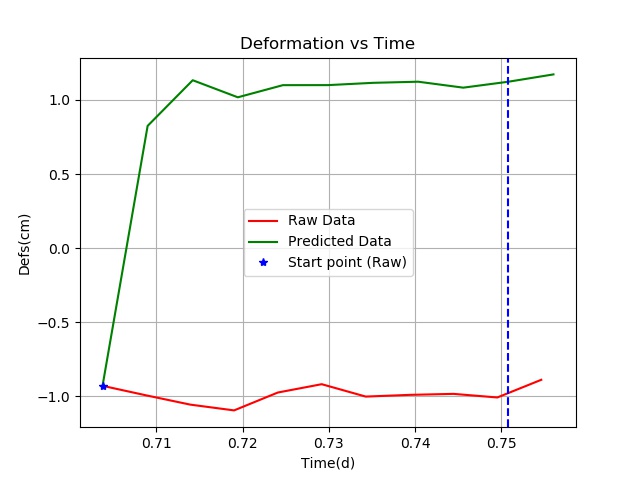 Deformation vs Time
Defs(cm)
1.0
0.5
0.0
−0.5
−1.0
Raw Data
Predicted Data
Start point (Raw)
0.71 0.72 0.73 0.74 0.75
Time(d)